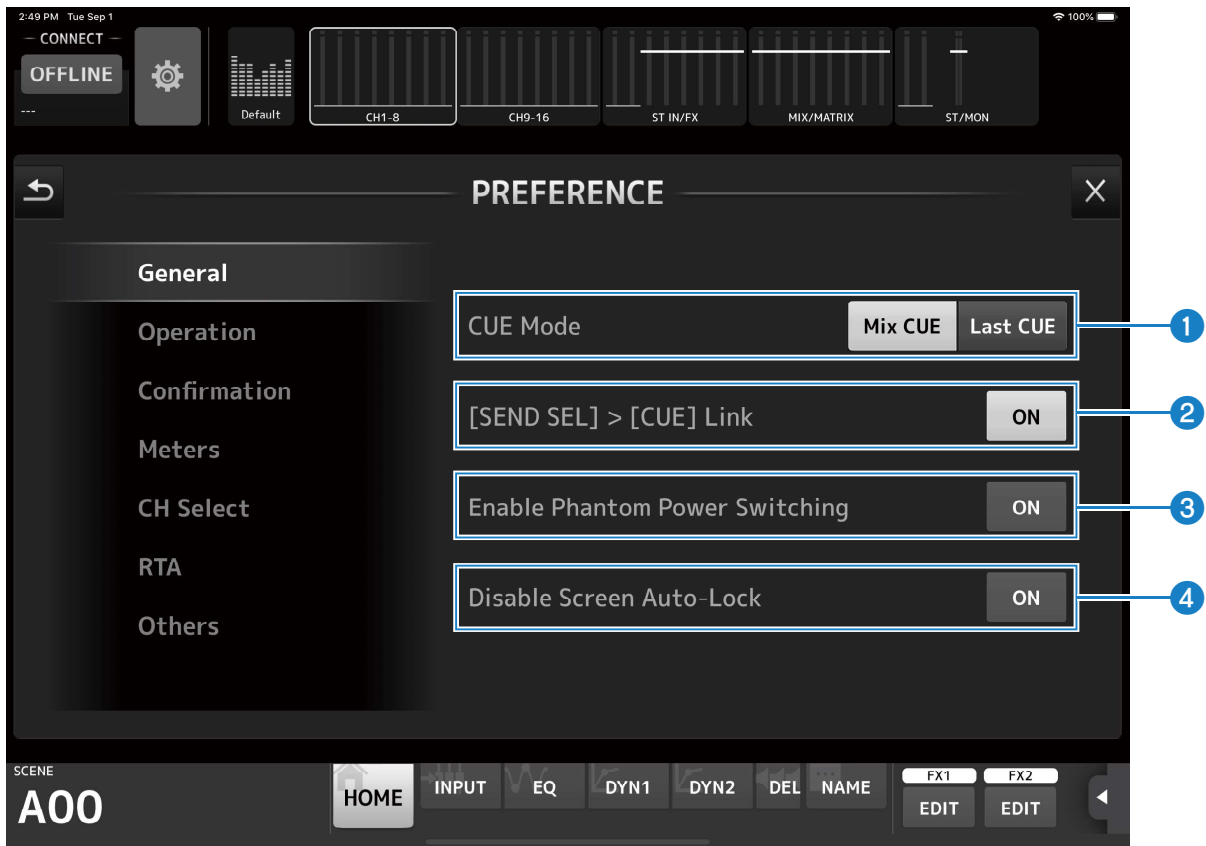 2:49 PM Tue Sep 1
100%
CONNECT
OFFLINE
---
Default
CH1-8
CH9-16
ST IN/FX
MIX/MATRIX
ST/MON
PREFERENCE
General
Operation
Confirmation
Meters
CH Select
RTA
Others
CUE Mode
Mix CUE
Last CUE
1
[SEND SEL] > [CUE] Link
ON
2
Enable Phantom Power Switching
ON
3
Disable Screen Auto-Lock
ON
4
SCENE
A00
HOME
INPUT
EQ
DYN1
DYN2
DEL
NAME
FX1
EDIT
FX2
EDIT